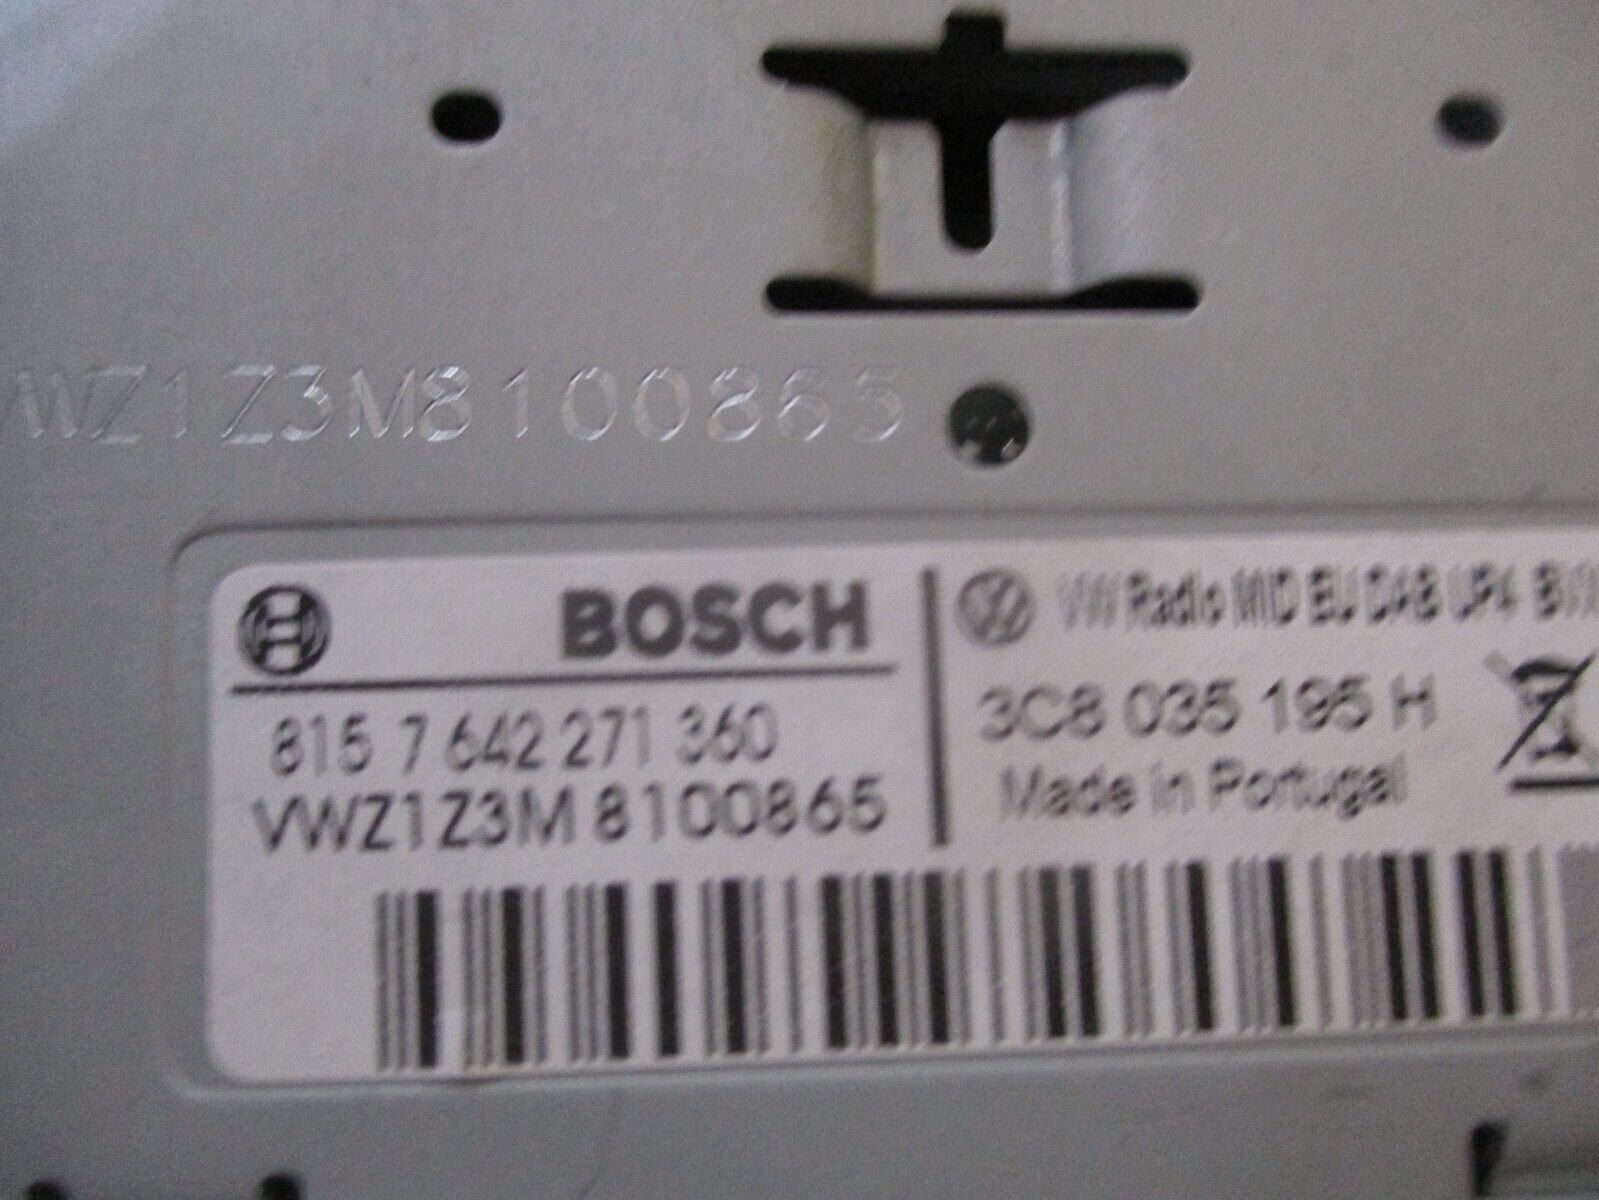 VWZ1Z3M8100865
BOSCH
815 7 642 271 360
VWZ1Z3M 8100865
VW Radio MID EU DAB UP4
3C8 035 195 H
Made in Portugal